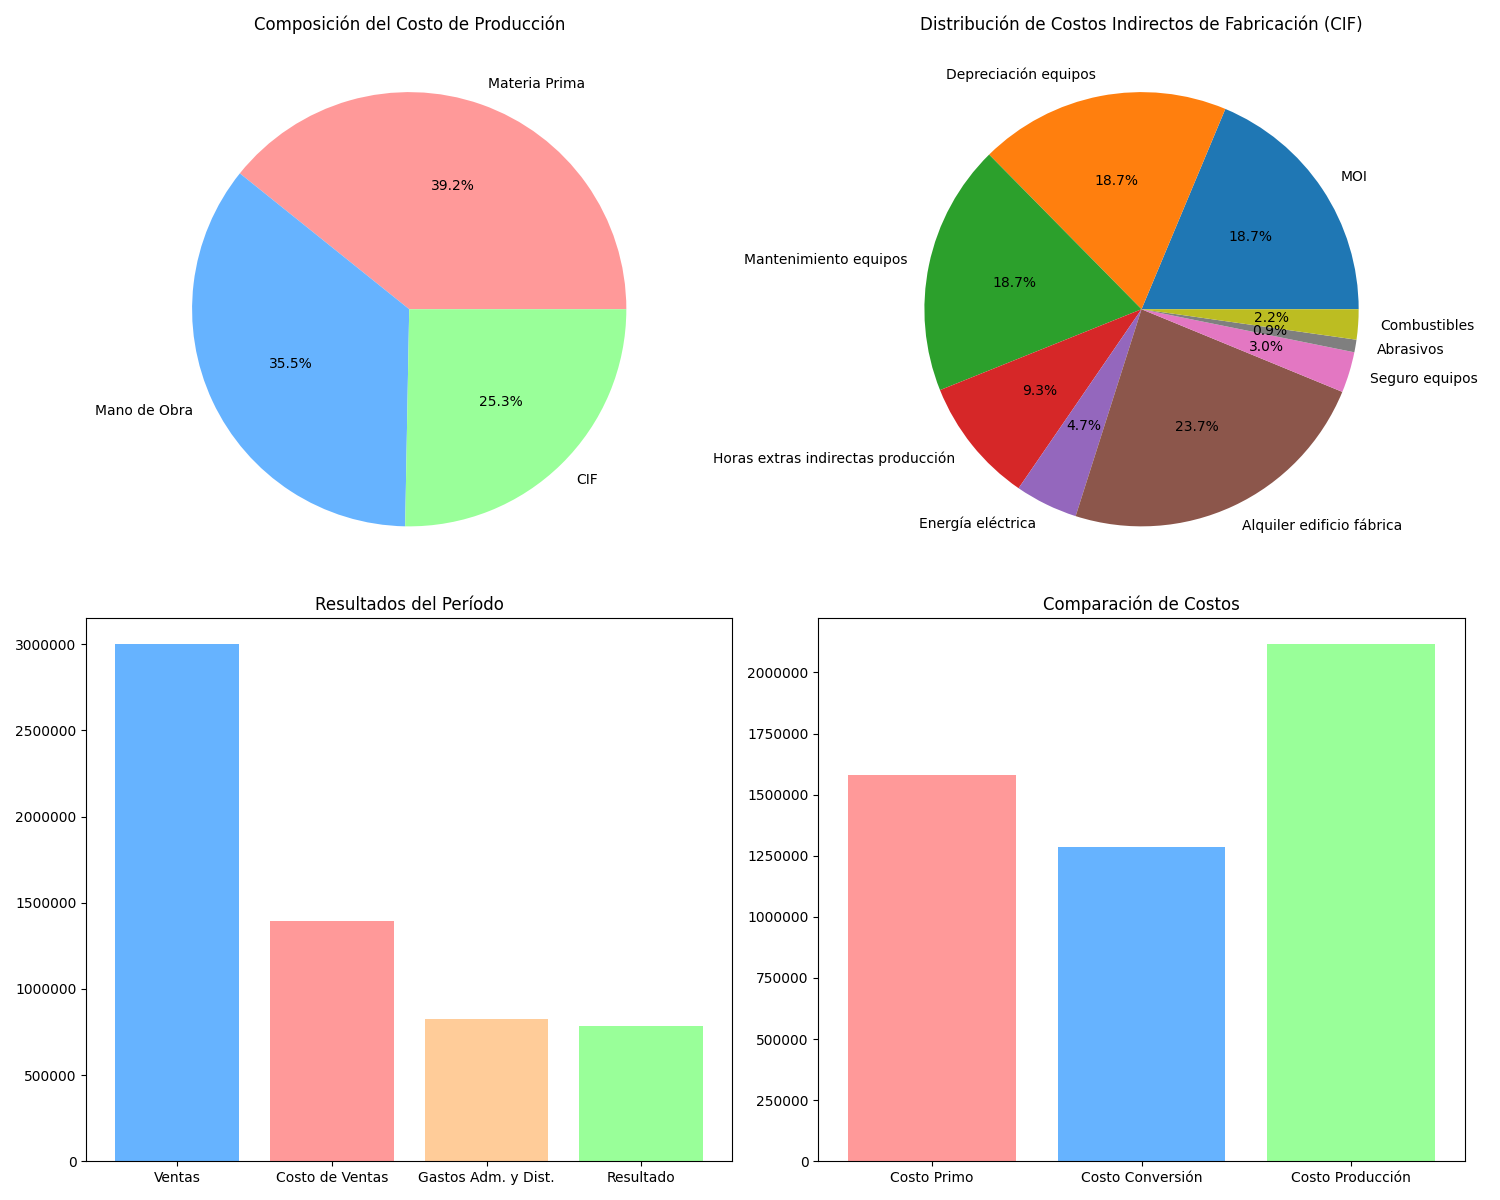 Composición del Costo de Producción
Materia Prima
39.2%
35.5%
Mano de Obra
25.3%
CIF
Distribución de Costos Indirectos de Fabricación (CIF)
Depreciación equipos
MOI
18.7%
18.7%
Mantenimiento equipos
18.7%
9.3%
Horas extras indirectas producción
4.7%
Energía eléctrica
23.7%
Alquiler edificio fábrica
3.0%
Seguro equipos
0.9%
Abrasivos
2.2%
Combustibles
Resultados del Período
3000000
2500000
2000000
1500000
1000000
500000
0
Ventas
Costo de Ventas
Gastos Adm. y Dist.
Resultado
Comparación de Costos
2000000
1750000
1500000
1250000
1000000
750000
500000
250000
0
Costo Primo
Costo Conversión
Costo Producción